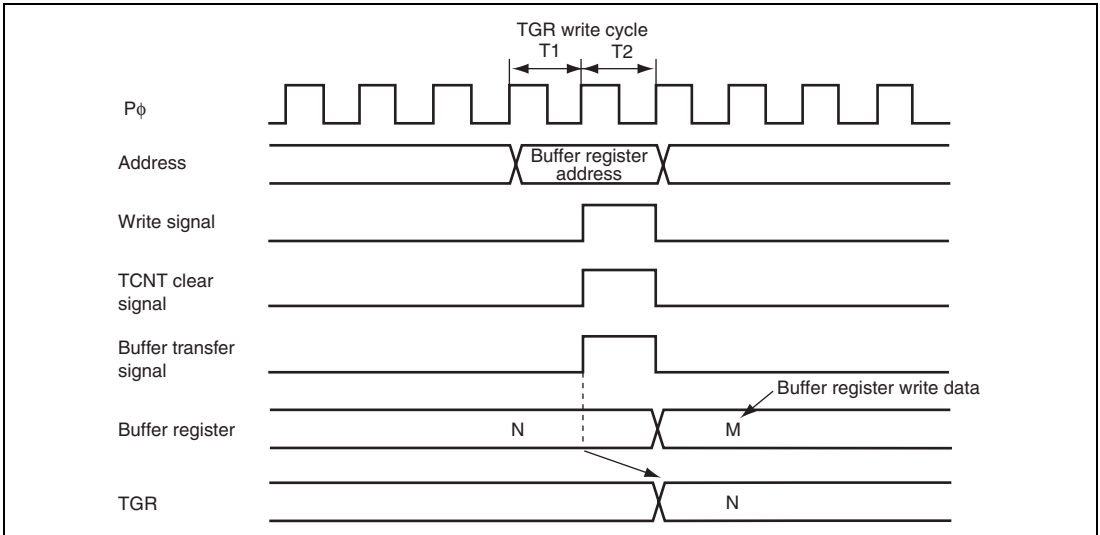 TGR write cycle
T1 T2
Pϕ
Address
Buffer register
address
Write signal
TCNT clear
signal
Buffer transfer
signal
Buffer register write data
Buffer register
N M
TGR
N